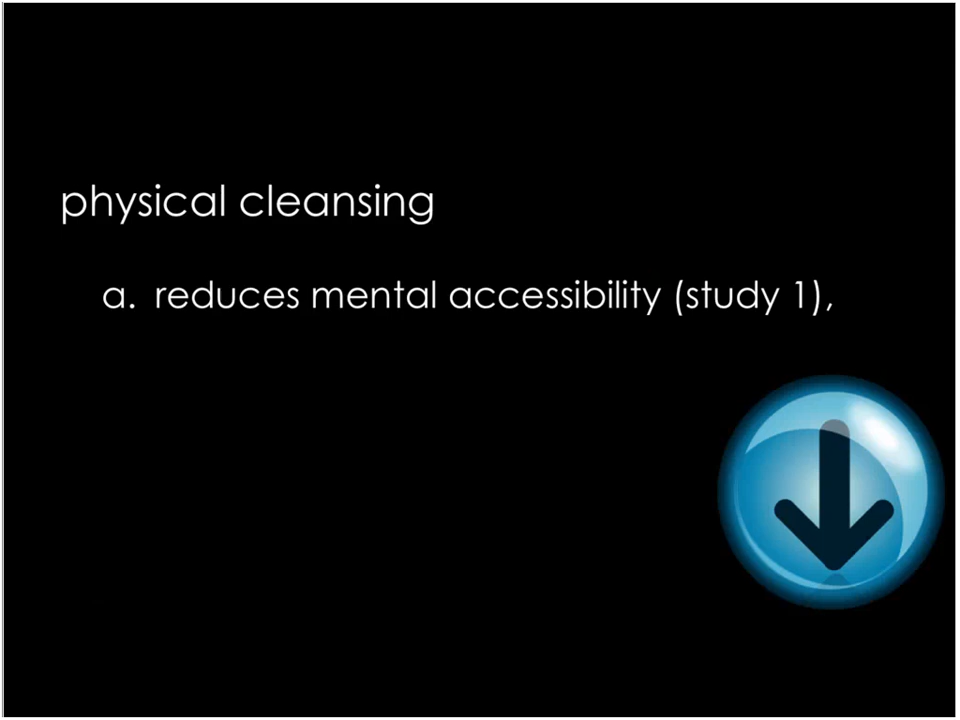 physical cleansing
a. reduces mental accessibility (study 1),